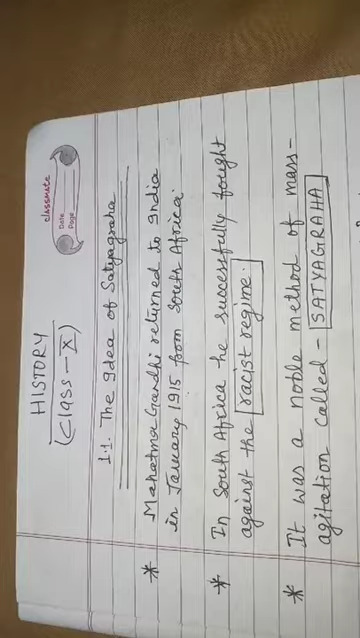 classmate
Date
Page
HISTORY
(Class - X)
1.1. The Idea of Satyagraha
* Mahatma Gandhi returned to India
in January 1915 from South Africa.
* In South Africa he successfully fought
against the racist regime.
* It was a noble method of mass-
agitation called - SATYAGRAHA